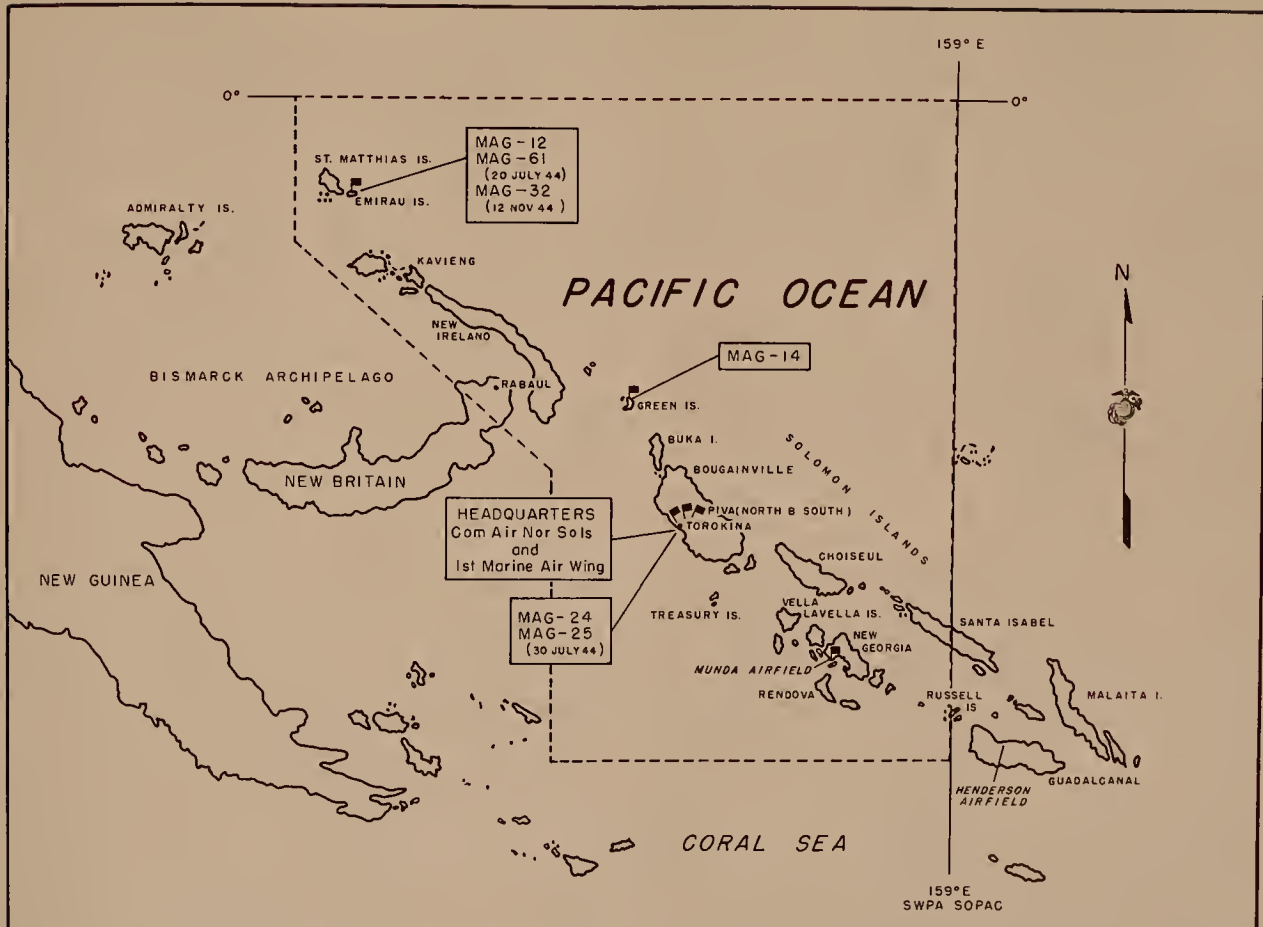 159° E
0°
0°
MAG-12
MAG-61
(20 JULY 44)
MAG-32
(12 NOV 44)
ST. MATTHIAS IS.
EMIRAU IS.
ADMIRALTY IS.
KAVIENG
PACIFIC OCEAN
N
NEW
IRELAND
MAG-14
BISMARCK ARCHIPELAGO
RABAUL
GREEN IS.
BUKA I.
SOLOMON ISLANDS
BOUGAINVILLE
NEW BRITAIN
HEADQUARTERS
Com Air Nor Sols
and
1st Marine Air Wing
PIVA(NORTH B SOUTH)
TOROKINA
CHOISEUL
NEW GUINEA
MAG-24
MAG-25
(30 JULY 44)
TREASURY IS.
VELLA
LAVELLA IS.
SANTA ISABEL
NEW
GEORGIA
MUNDA AIRFIELD
RENDOVA
RUSSELL
IS
MALAITA I.
GUADALCANAL
HENDERSON
AIRFIELD
CORAL SEA
159° E
SWPA SOPAC